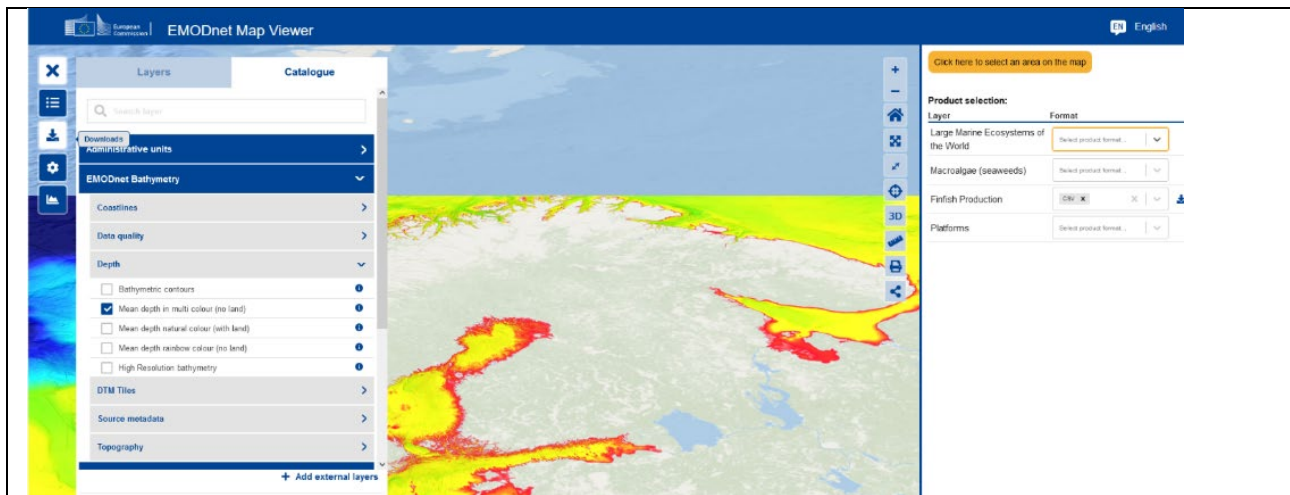 European Commission
EMODnet Map Viewer
EN English
Layers
Catalogue
Search layer
Downloads
Administrative units
EMODnet Bathymetry
Coastlines
Data quality
Depth
Bathymetric contours
Mean depth in multi colour (no land)
Mean depth natural colour (with land)
Mean depth rainbow colour (no land)
High Resolution bathymetry
DTM Tiles
Source metadata
Topography
+ Add external layers
+
−
3D
Click here to select an area on the map
Product selection:
Layer Format
Large Marine Ecosystems of
the World
Select product format...
Macroalgae (seaweeds) Select product format...
Finfish Production CSV x
Platforms Select product format...